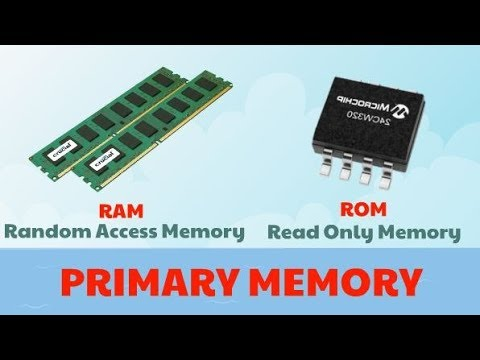 crucial
crucial
MICROCHIP
24CW320
RAM
Random Access Memory
ROM
Read Only Memory
PRIMARY MEMORY